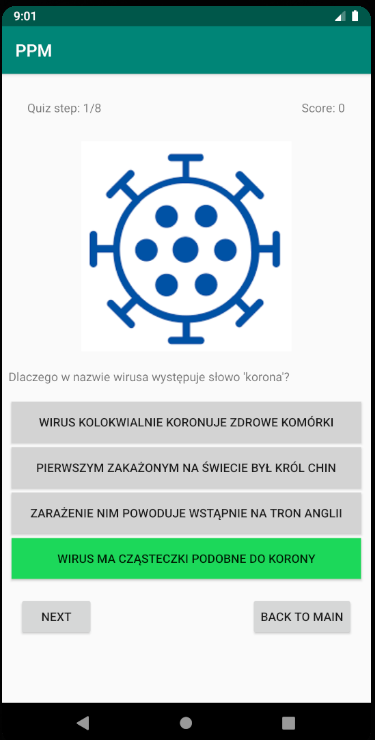 9:01
PPM
Quiz step: 1/8 Score: 0
Dlaczego w nazwie wirusa występuje słowo 'korona'?
WIRUS KOLOKWIALNIE KORONUJE ZDROWE KOMÓRKI
PIERWSZYM ZAKAŻONYM NA ŚWIECIE BYŁ KRÓL CHIN
ZARAŻENIE NIM POWODUJE WSTĄPNIE NA TRON ANGLII
WIRUS MA CZĄSTECZKI PODOBNE DO KORONY
NEXT BACK TO MAIN